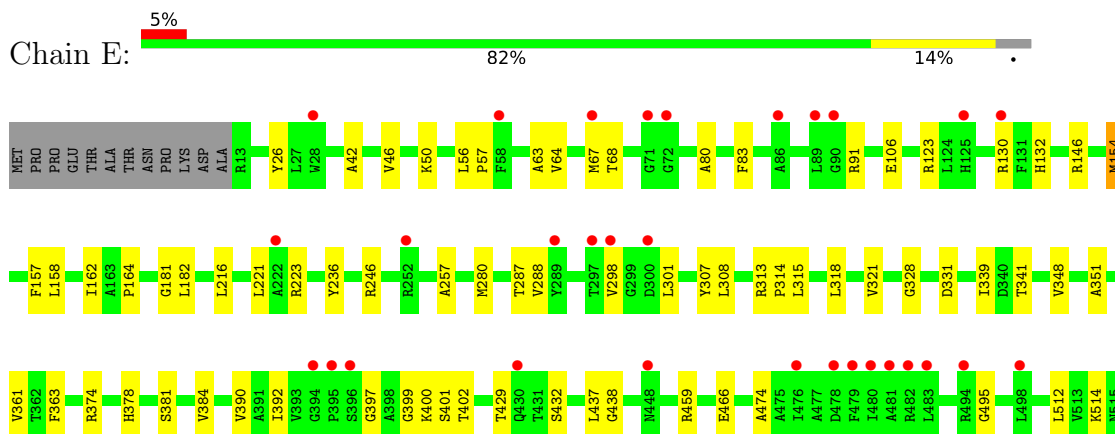 5%
Chain E:
82%
14%
•
MET PRO PRO GLU THR ALA THR ASN PRO LYS ASP ALA R13 Y26 L27 W28 A42 V46 K50 L56 P57 F58 A63 V64 M67 T68 G71 G72 A80 F83 A86 L89 G90 R91 E106 R123 L124 H125 R130 F131 H132 R146 M154
F157 L158 I162 A163 P164 G181 L182 L216 L221 A222 R223 Y236 R246 R252 A257 M280 T287 V288 Y289 T297 V298 G299 D300 L301 Y307 L308 R313 P314 L315 L318 V321 G328 D331 I339 D340 T341 V348 A351
V361 T362 F363 R374 H378 S381 V384 V390 A391 I392 V393 G394 P395 S396 G397 A398 G399 K400 S401 T402 T429 Q430 T431 S432 L437 G438 N448 R459 E466 A474 A475 I476 A477 D478 F479 I480 A481 R482 L483 R494 G495 L498 L512 V513 K514